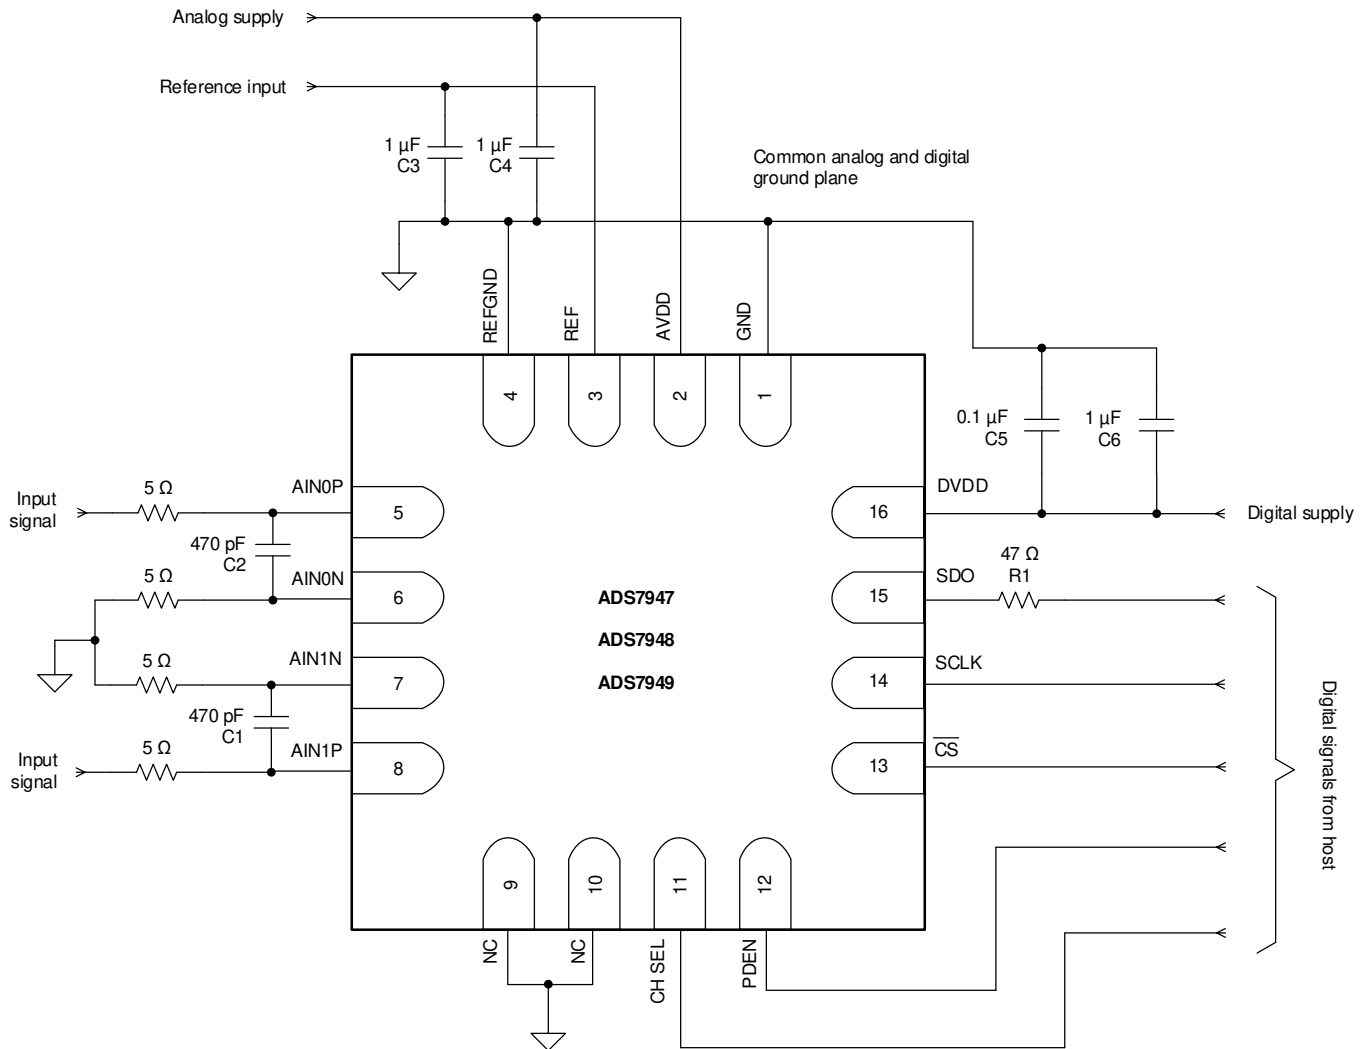 Analog supply
Reference input
1 µF
C3
1 µF
C4
Common analog and digital
ground plane
REFGND
REF
AVDD
GND
4
3
2
1
0.1 µF
C5
1 µF
C6
Input
signal
5 Ω
AIN0P
5
470 pF
C2
5 Ω
AIN0N
6
5 Ω
AIN1N
7
470 pF
C1
5 Ω
AIN1P
8
Input
signal
ADS7947
ADS7948
ADS7949
DVDD
16
Digital supply
47 Ω
R1
SDO
15
SCLK
14
CS
13
Digital signals from host
9
10
11
12
NC
NC
CH SEL
PDEN